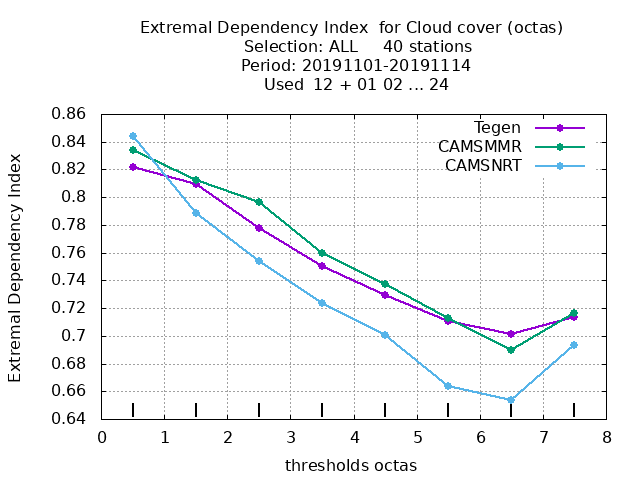 Extremal Dependency Index  for Cloud cover (octas)
Selection: ALL     40 stations
Period: 20191101-20191114
Used  12 + 01 02 ... 24
Tegen
CAMSMMR
CAMSNRT
Extremal Dependency Index
0.86
0.84
0.82
0.8
0.78
0.76
0.74
0.72
0.7
0.68
0.66
0.64
0 1 2 3 4 5 6 7 8
thresholds octas